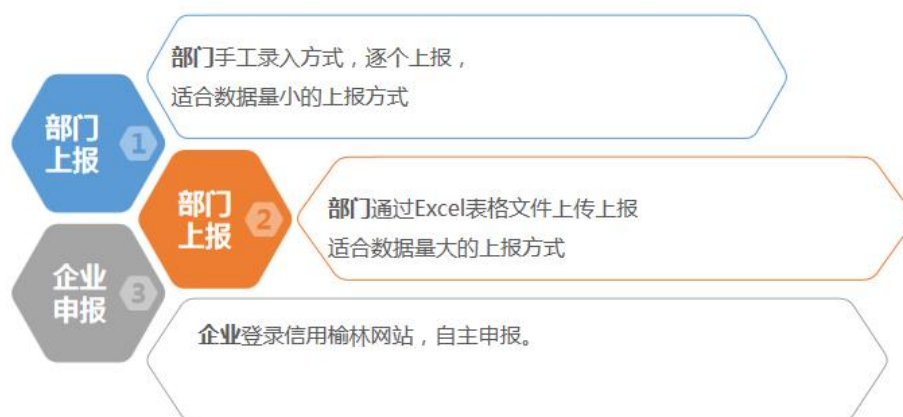 部门手工录入方式，逐个上报，
适合数据量小的上报方式
部门
上报
1
部门
上报
2
部门通过Excel表格文件上传上报
适合数据量大的上报方式
企业
申报
3
企业登录信用榆林网站，自主申报。